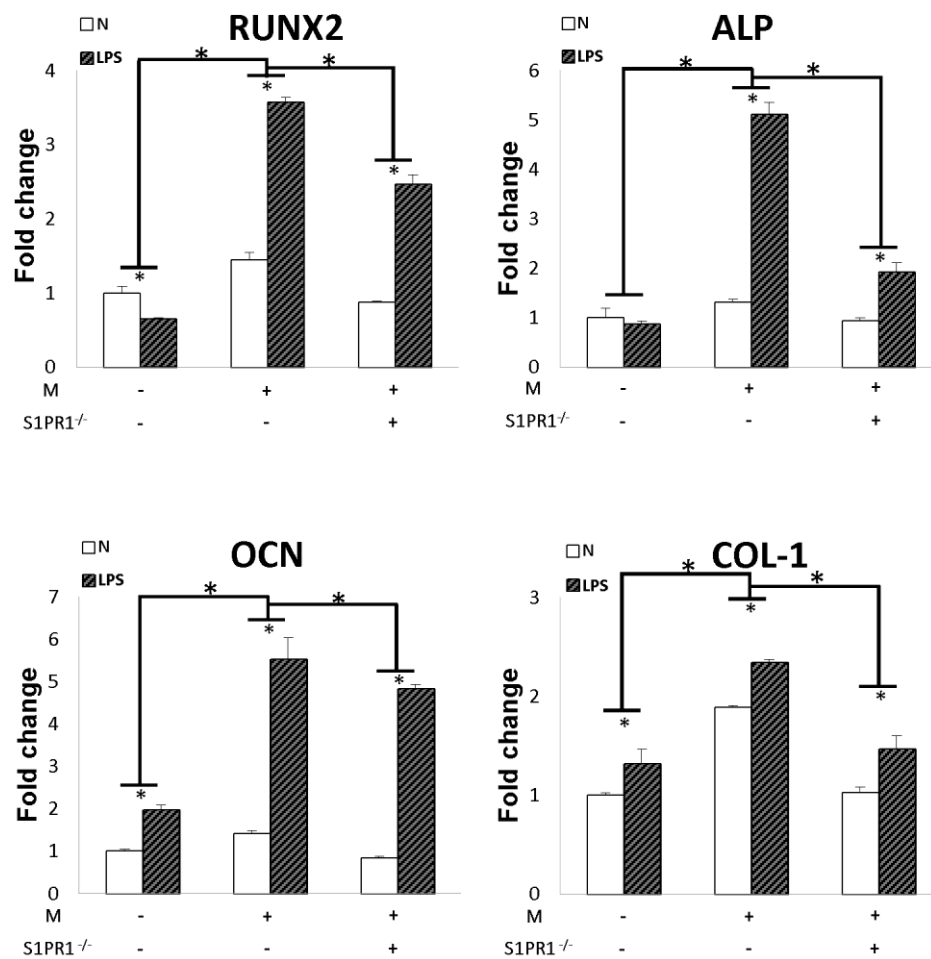 N
LPS
RUNX2
*
*
*
*
*
Fold change
4
3
2
1
0
M - + +
S1PR1-/- - - +
N
LPS
ALP
*
*
*
*
Fold change
6
5
4
3
2
1
0
M - + +
S1PR1-/- - - +
N
LPS
OCN
*
*
*
*
*
Fold change
7
6
5
4
3
2
1
0
M - + +
S1PR1-/- - - +
N
LPS
COL-1
*
*
*
*
*
Fold change
3
2
1
0
M - + +
S1PR1-/- - - +